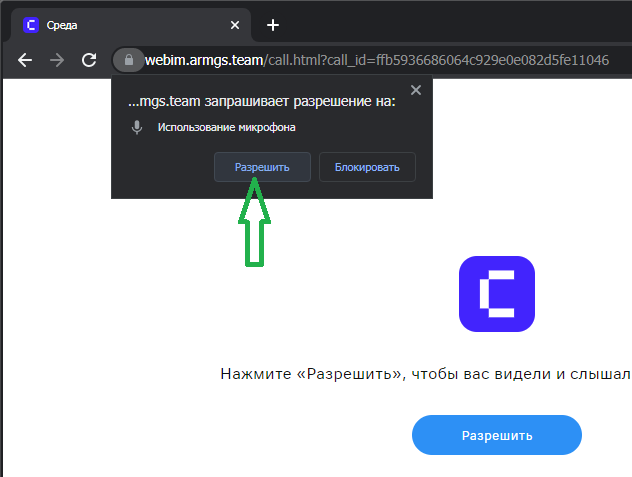 Среда
webim.armgs.team/call.html?call_id=ffb5936686064c929e0e082d5fe11046
...mgs.team запрашивает разрешение на:
Использование микрофона
Разрешить
Блокировать
Нажмите «Разрешить», чтобы вас видели и слышал
Разрешить